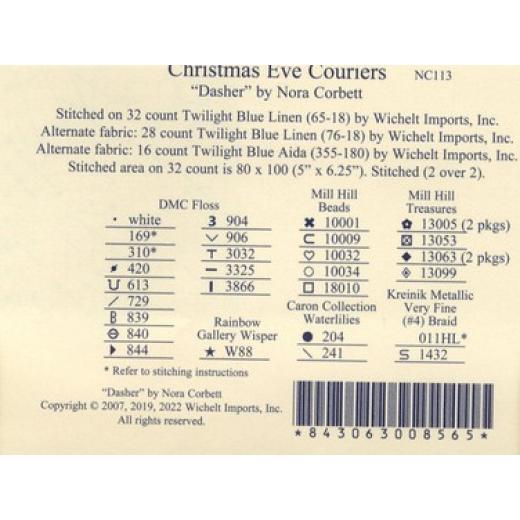 Christmas Eve Couriers NC113
"Dasher" by Nora Corbett
Stitched on 32 count Twilight Blue Linen (65-18) by Wichelt Imports, Inc.
Alternate fabric: 28 count Twilight Blue Linen (76-18) by Wichelt Imports, Inc.
Alternate fabric: 16 count Twilight Blue Aida (355-180) by Wichelt Imports, Inc.
Stitched area on 32 count is 80 x 100 (5" x 6.25"). Stitched (2 over 2).
DMC Floss
white
169*
310*
420
613
729
839
840
844
3 904
906
3032
3325
3866
Rainbow
Gallery Wisper
W88
Mill Hill
Beads
10001
10009
10032
10034
18010
Caron Collection
Waterlilies
204
241
Mill Hill
Treasures
13005 (2 pkgs)
13053
13063 (2 pkgs)
13099
Kreinik Metallic
Very Fine
(#4) Braid
011HL*
S 1432
* Refer to stitching instructions
"Dasher" by Nora Corbett
Copyright © 2007, 2019, 2022 Wichelt Imports, Inc.
All rights reserved.
*843063008565*